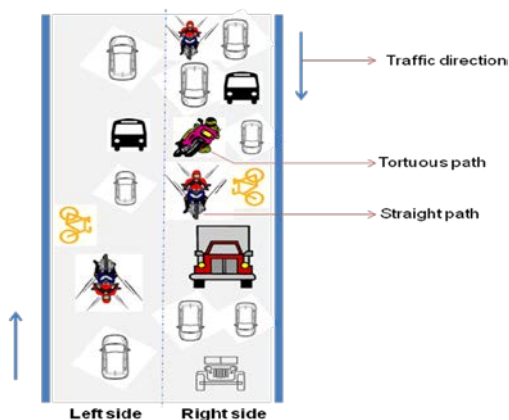 Traffic direction
Tortuous path
Straight path
Left side
Right side